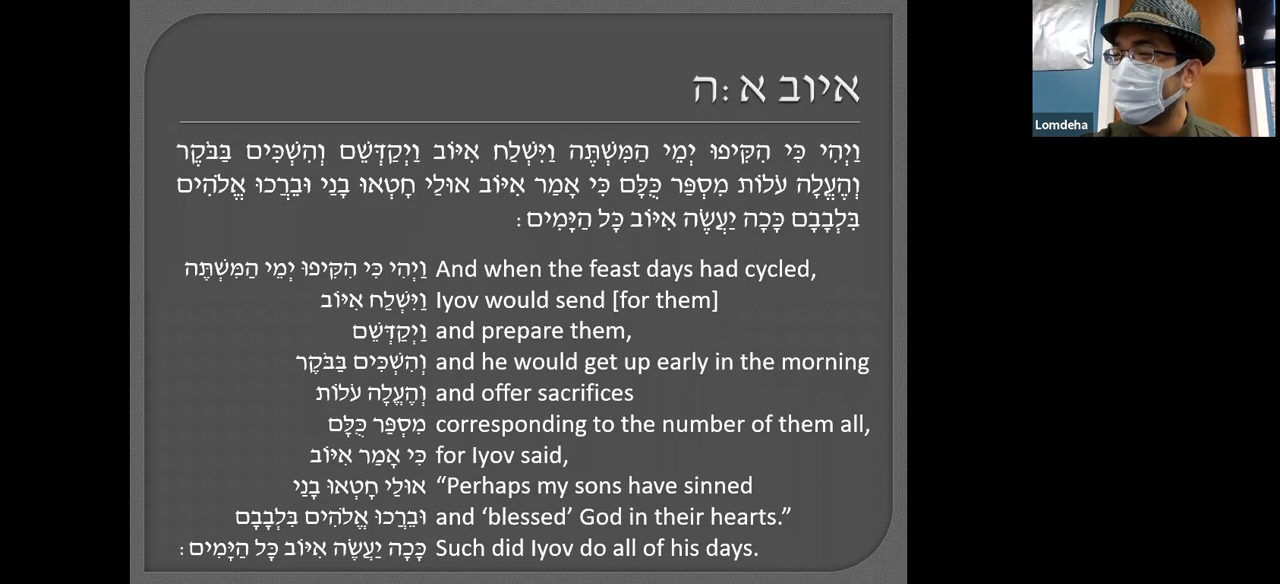 איוב א:ה
Lomdeha
וַיְהִי כִּי הִקִּיפוּ יְמֵי הַמִּשְׁתֶּה וַיִּשְׁלַח אִיּוֹב וַיְקַדְּשֵׁם וְהִשְׁכִּים בַּבֹּקֶר
וְהֶעֱלָה עֹלוֹת מִסְפַּר כֻּלָּם כִּי אָמַר אִיּוֹב אוּלַי חָטְאוּ בָנַי וּבֵרְכוּ אֱלֹהִים
בִּלְבָבָם כָּכָה יַעֲשֶׂה אִיּוֹב כָּל הַיָּמִים:
וַיְהִי כִּי הִקִּיפוּ יְמֵי הַמִּשְׁתֶּה And when the feast days had cycled,
וַיִּשְׁלַח אִיּוֹב Iyov would send [for them]
וַיְקַדְּשֵׁם and prepare them,
וְהִשְׁכִּים בַּבֹּקֶר and he would get up early in the morning
וְהֶעֱלָה עֹלוֹת and offer sacrifices
מִסְפַּר כֻּלָּם corresponding to the number of them all,
כִּי אָמַר אִיּוֹב for Iyov said,
אוּלַי חָטְאוּ בָנַי “Perhaps my sons have sinned
וּבֵרְכוּ אֱלֹהִים בִּלְבָבָם and ‘blessed’ God in their hearts.”
כָּכָה יַעֲשֶׂה אִיּוֹב כָּל הַיָּמִים: Such did Iyov do all of his days.